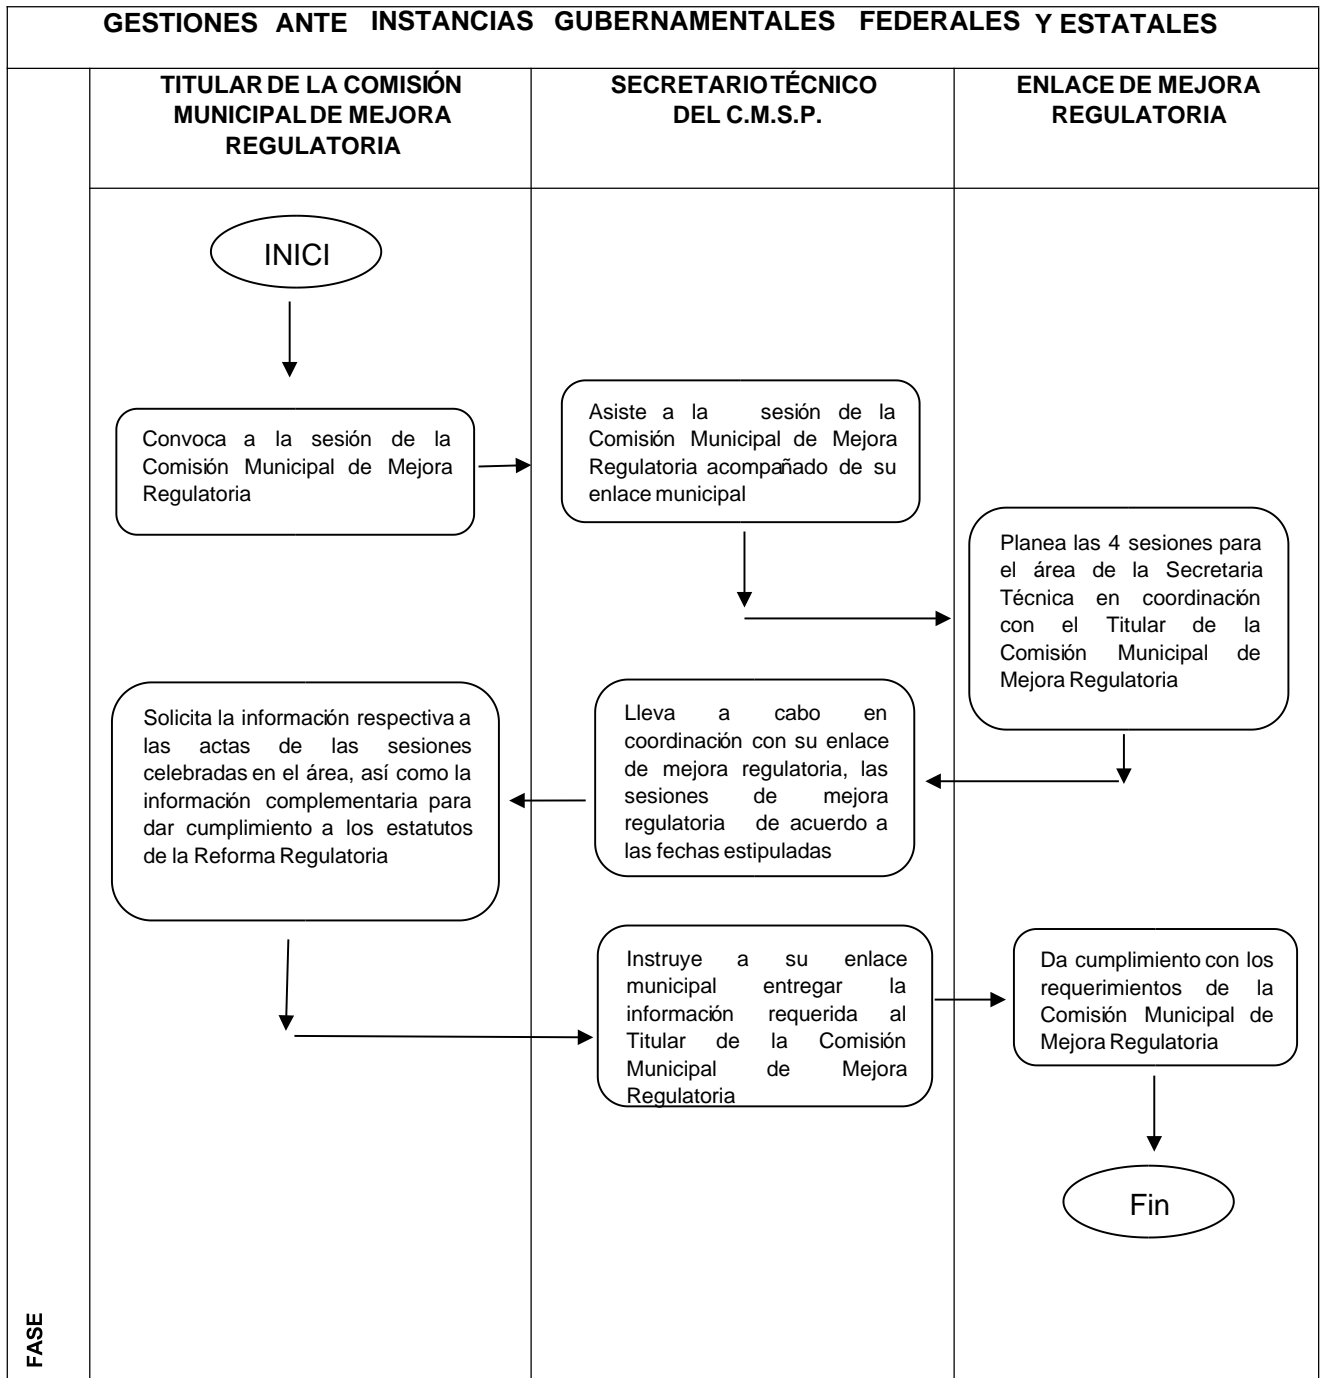 GESTIONES ANTE INSTANCIAS GUBERNAMENTALES FEDERALES Y ESTATALES
TITULAR DE LA COMISIÓN
MUNICIPAL DE MEJORA
REGULATORIA
SECRETARIO TÉCNICO
DEL C.M.S.P.
ENLACE DE MEJORA
REGULATORIA
INICI
Convoca a la sesión de la
Comisión Municipal de Mejora
Regulatoria
Asiste a la sesión de la
Comisión Municipal de Mejora
Regulatoria acompañado de su
enlace municipal
Planea las 4 sesiones para
el área de la Secretaria
Técnica en coordinación
con el Titular de la
Comisión Municipal de
Mejora Regulatoria
Lleva a cabo en
coordinación con su enlace
de mejora regulatoria, las
sesiones de mejora
regulatoria de acuerdo a
las fechas estipuladas
Solicita la información respectiva a
las actas de las sesiones
celebradas en el área, así como la
información complementaria para
dar cumplimiento a los estatutos
de la Reforma Regulatoria
Instruye a su enlace
municipal entregar la
información requerida al
Titular de la Comisión
Municipal de Mejora
Regulatoria
Da cumplimiento con los
requerimientos de la
Comisión Municipal de
Mejora Regulatoria
Fin
FASE